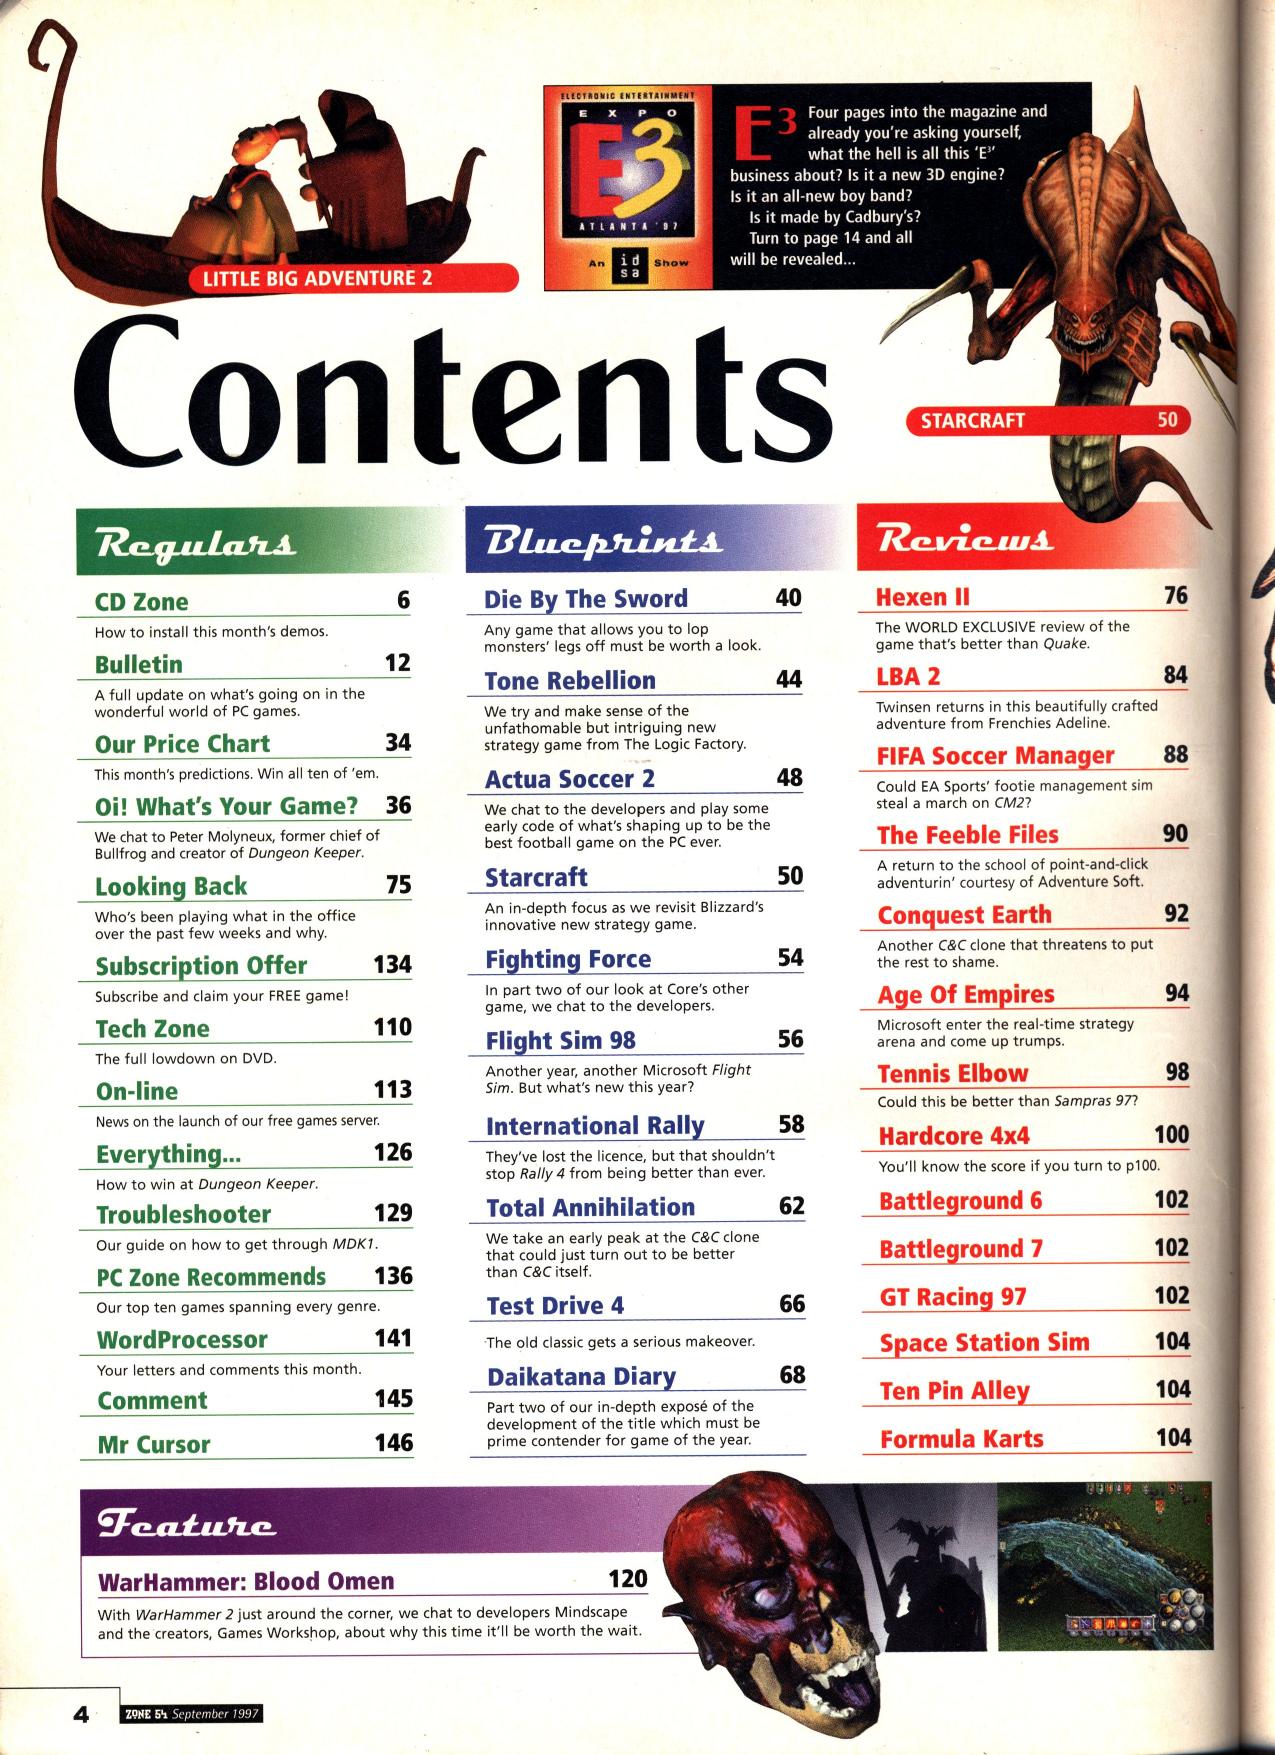 ELECTRONIC ENTERTAINMENT
EXPO
E3
ATLANTA '97
An idsa Show
E³ Four pages into the magazine and
already you're asking yourself,
what the hell is all this 'E³'
business about? Is it a new 3D engine?
Is it an all-new boy band?
Is it made by Cadbury's?
Turn to page 14 and all
will be revealed...
LITTLE BIG ADVENTURE 2
Contents
STARCRAFT 50
Regulars
CD Zone 6
How to install this month's demos.
Bulletin 12
A full update on what's going on in the
wonderful world of PC games.
Our Price Chart 34
This month's predictions. Win all ten of 'em.
Oi! What's Your Game? 36
We chat to Peter Molyneux, former chief of
Bullfrog and creator of Dungeon Keeper.
Looking Back 75
Who's been playing what in the office
over the past few weeks and why.
Subscription Offer 134
Subscribe and claim your FREE game!
Tech Zone 110
The full lowdown on DVD.
On-line 113
News on the launch of our free games server.
Everything... 126
How to win at Dungeon Keeper.
Troubleshooter 129
Our guide on how to get through MDK1.
PC Zone Recommends 136
Our top ten games spanning every genre.
WordProcessor 141
Your letters and comments this month.
Comment 145
Mr Cursor 146
Blueprints
Die By The Sword 40
Any game that allows you to lop
monsters' legs off must be worth a look.
Tone Rebellion 44
We try and make sense of the
unfathomable but intriguing new
strategy game from The Logic Factory.
Actua Soccer 2 48
We chat to the developers and play some
early code of what's shaping up to be the
best football game on the PC ever.
Starcraft 50
An in-depth focus as we revisit Blizzard's
innovative new strategy game.
Fighting Force 54
In part two of our look at Core's other
game, we chat to the developers.
Flight Sim 98 56
Another year, another Microsoft Flight
Sim. But what's new this year?
International Rally 58
They've lost the licence, but that shouldn't
stop Rally 4 from being better than ever.
Total Annihilation 62
We take an early peak at the C&C clone
that could just turn out to be better
than C&C itself.
Test Drive 4 66
The old classic gets a serious makeover.
Daikatana Diary 68
Part two of our in-depth exposé of the
development of the title which must be
prime contender for game of the year.
Reviews
Hexen II 76
The WORLD EXCLUSIVE review of the
game that's better than Quake.
LBA 2 84
Twinsen returns in this beautifully crafted
adventure from Frenchies Adeline.
FIFA Soccer Manager 88
Could EA Sports' footie management sim
steal a march on CM2?
The Feeble Files 90
A return to the school of point-and-click
adventurin' courtesy of Adventure Soft.
Conquest Earth 92
Another C&C clone that threatens to put
the rest to shame.
Age Of Empires 94
Microsoft enter the real-time strategy
arena and come up trumps.
Tennis Elbow 98
Could this be better than Sampras 97?
Hardcore 4x4 100
You'll know the score if you turn to p100.
Battleground 6 102
Battleground 7 102
GT Racing 97 102
Space Station Sim 104
Ten Pin Alley 104
Formula Karts 104
Feature
WarHammer: Blood Omen 120
With WarHammer 2 just around the corner, we chat to developers Mindscape
and the creators, Games Workshop, about why this time it'll be worth the wait.
4 ZONE 54 September 1997